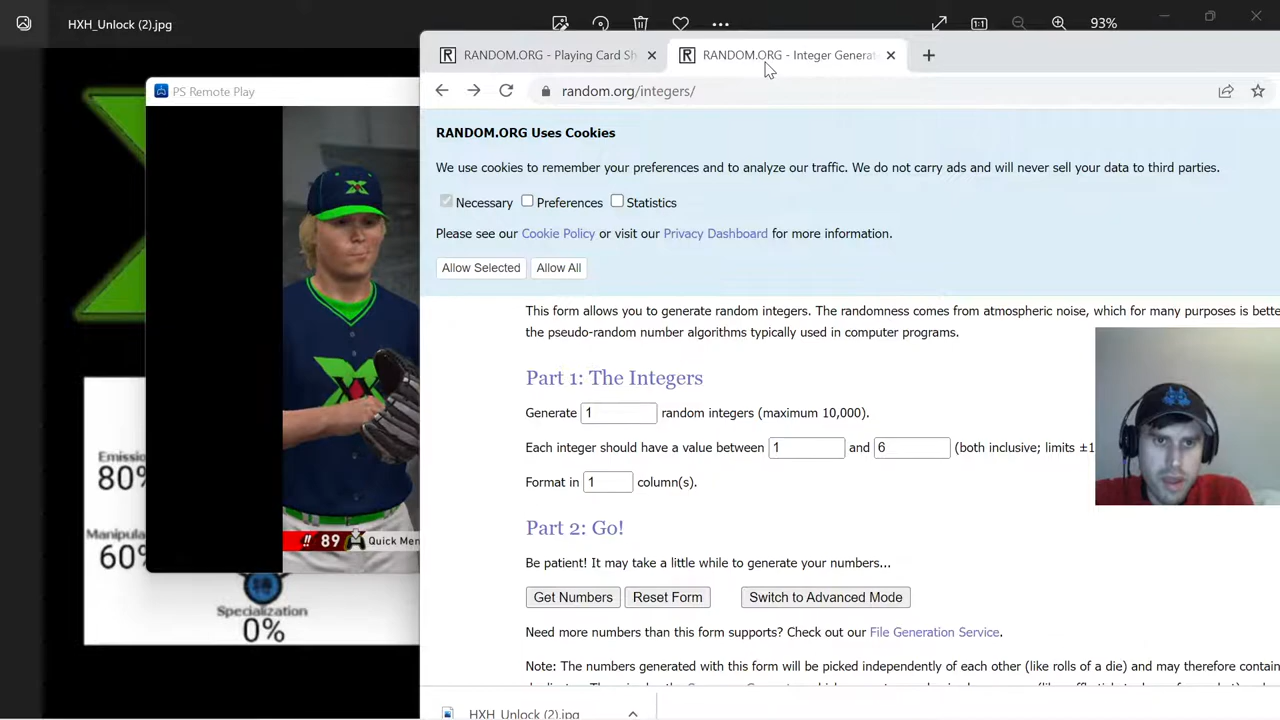 HXH_Unlock (2).jpg
93%
RANDOM.ORG - Playing Card Sh
RANDOM.ORG - Integer Generat
PS Remote Play
random.org/integers/
RANDOM.ORG Uses Cookies
We use cookies to remember your preferences and to analyze our traffic. We do not carry ads and will never sell your data to third parties.
Necessary Preferences Statistics
Please see our Cookie Policy or visit our Privacy Dashboard for more information.
Allow Selected Allow All
This form allows you to generate random integers. The randomness comes from atmospheric noise, which for many purposes is bette
the pseudo-random number algorithms typically used in computer programs.
Part 1: The Integers
Generate 1 random integers (maximum 10,000).
Each integer should have a value between 1 and 6 (both inclusive; limits ±1
Format in 1 column(s).
Part 2: Go!
Be patient! It may take a little while to generate your numbers...
Get Numbers Reset Form Switch to Advanced Mode
Need more numbers than this form supports? Check out our File Generation Service.
Note: The numbers generated with this form will be picked independently of each other (like rolls of a die) and may therefore contain
Emissio
80%
Manipula
60%
!! 89 Quick Men
Specialization
0%
HXH_Unlock (2).jpg